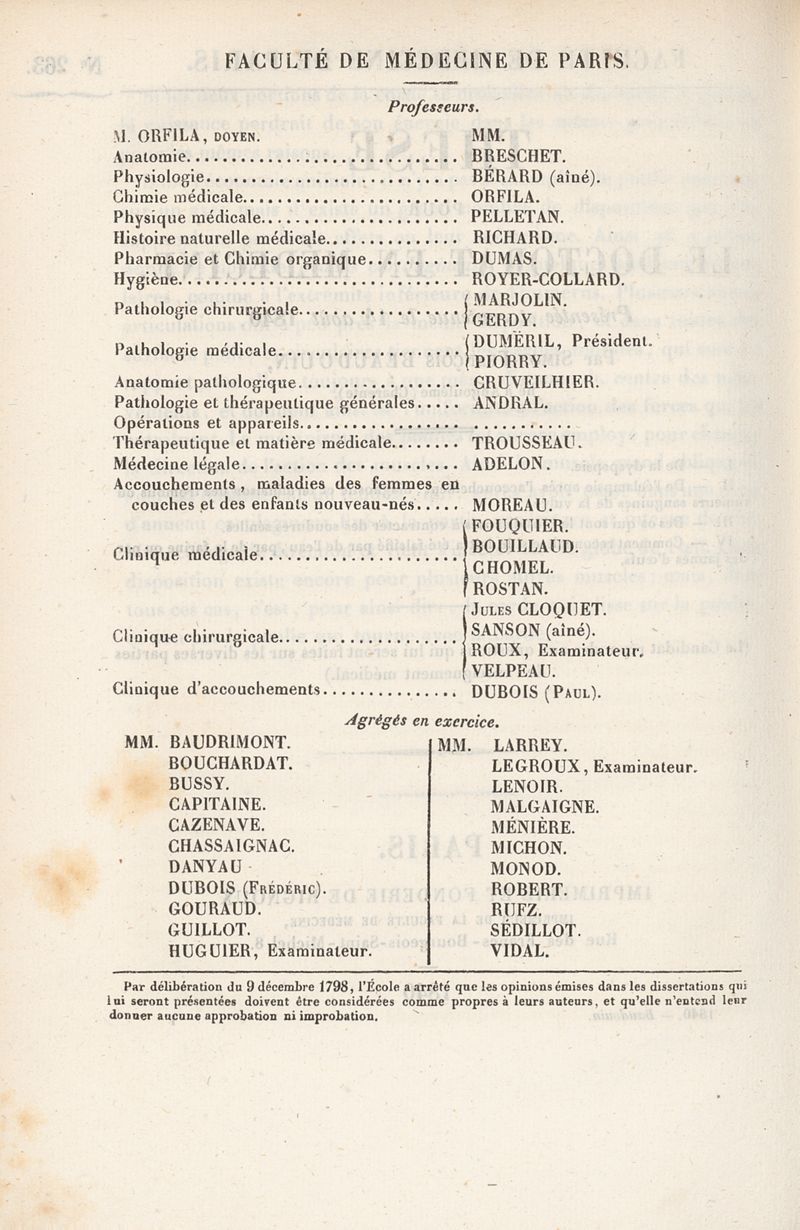 FACULTÉ DE MÉDECINE DE PARIS.
Professeurs.
M. ORFILA, DOYEN. MM.
Anatomie.............................. BRESCHET.
Physiologie............................ BÉRARD (aîné).
Chimie médicale........................ ORFILA.
Physique médicale...................... PELLETAN.
Histoire naturelle médicale............... RICHARD.
Pharmacie et Chimie organique.......... DUMAS.
Hygiène................................ ROYER-COLLARD.
Pathologie chirurgicale.................. { MARJOLIN.
GERDY.
Pathologie médicale.................... { DUMÉRIL, Président.
PIORRY.
Anatomie pathologique.................. CRUVEILHIER.
Pathologie et thérapeutique générales..... ANDRAL.
Opérations et appareils.................. ............
Thérapeutique et matière médicale........ TROUSSEAU.
Médecine légale........................ ADELON.
Accouchements, maladies des femmes en
couches et des enfants nouveau-nés..... MOREAU.
Clinique médicale...................... { FOUQUIER.
BOUILLAUD.
CHOMEL.
ROSTAN.
Clinique chirurgicale.................... { JULES CLOQUET.
SANSON (aîné).
ROUX, Examinateur.
VELPEAU.
Clinique d'accouchements............... DUBOIS (PAUL).
Agrégés en exercice.
MM. BAUDRIMONT.
BOUCHARDAT.
BUSSY.
CAPITAINE.
CAZENAVE.
CHASSAIGNAC.
DANYAU
DUBOIS (FRÉDÉRIC).
GOURAUD.
GUILLOT.
HUGUIER, Examinateur.
MM. LARREY.
LEGROUX, Examinateur.
LENOIR.
MALGAIGNE.
MÉNIÈRE.
MICHON.
MONOD.
ROBERT.
RUFZ.
SÉDILLOT.
VIDAL.
Par délibération du 9 décembre 1798, l'École a arrêté que les opinions émises dans les dissertations qui
lui seront présentées doivent être considérées comme propres à leurs auteurs, et qu'elle n'entend leur
donner aucune approbation ni improbation.